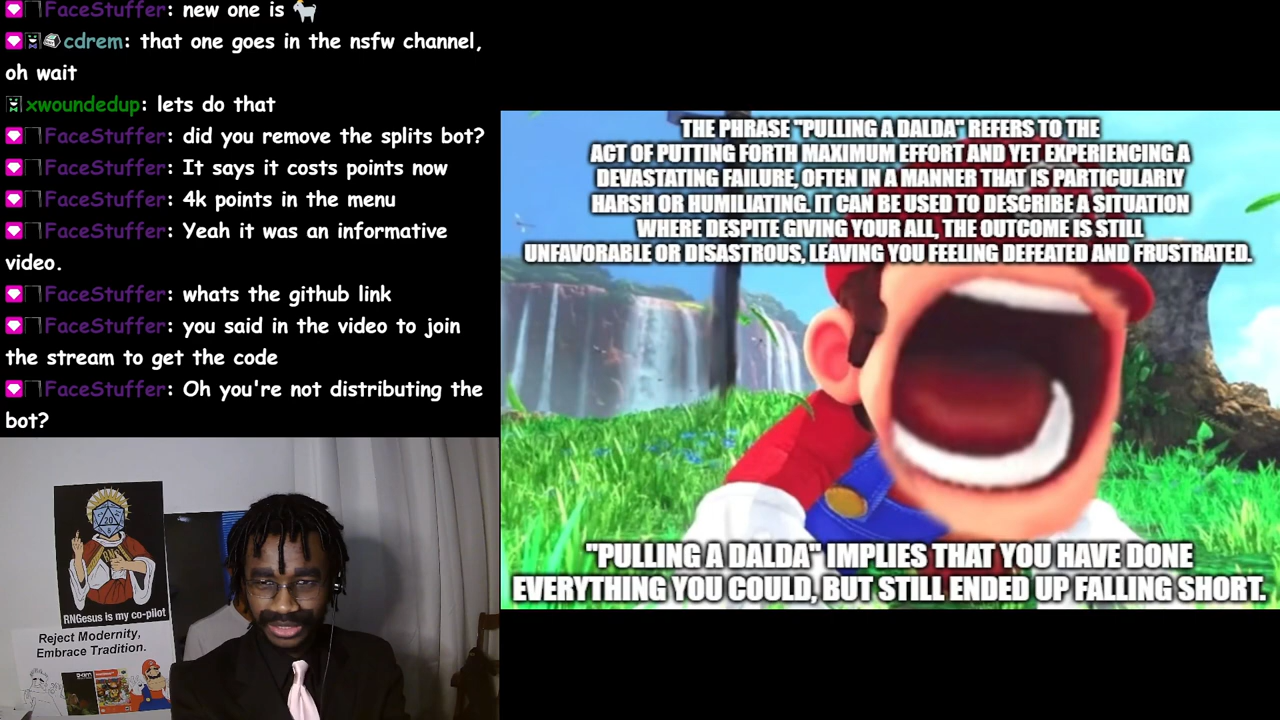 FaceStuffer: new one is
cdrem: that one goes in the nsfw channel,
oh wait
xwoundedup: lets do that
FaceStuffer: did you remove the splits bot?
FaceStuffer: It says it costs points now
FaceStuffer: 4k points in the menu
FaceStuffer: Yeah it was an informative
video.
FaceStuffer: whats the github link
FaceStuffer: you said in the video to join
the stream to get the code
FaceStuffer: Oh you're not distributing the
bot?
THE PHRASE "PULLING A DALDA" REFERS TO THE
ACT OF PUTTING FORTH MAXIMUM EFFORT AND YET EXPERIENCING A
DEVASTATING FAILURE, OFTEN IN A MANNER THAT IS PARTICULARLY
HARSH OR HUMILIATING. IT CAN BE USED TO DESCRIBE A SITUATION
WHERE DESPITE GIVING YOUR ALL, THE OUTCOME IS STILL
UNFAVORABLE OR DISASTROUS, LEAVING YOU FEELING DEFEATED AND FRUSTRATED.
"PULLING A DALDA" IMPLIES THAT YOU HAVE DONE
EVERYTHING YOU COULD, BUT STILL ENDED UP FALLING SHORT.
20
RNGesus is my co-pilot
Reject Modernity,
Embrace Tradition.